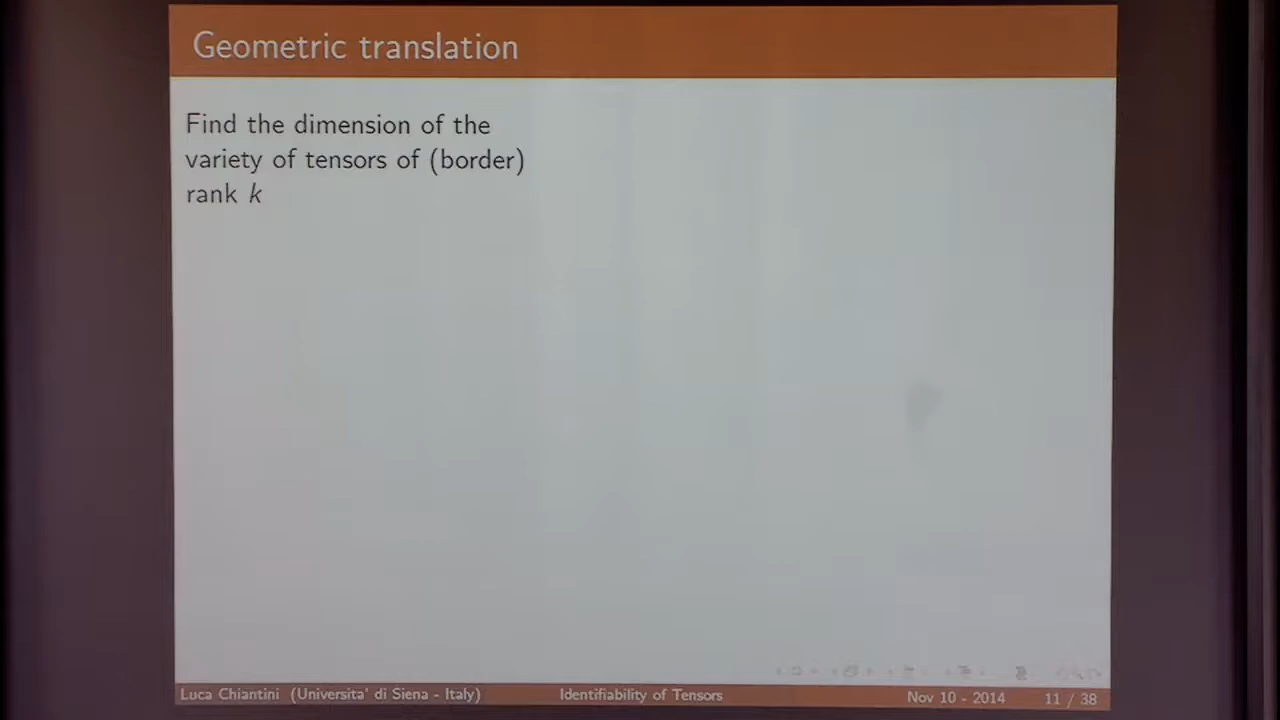 Geometric translation
Find the dimension of the
variety of tensors of (border)
rank k
Luca Chiantini (Universita' di Siena - Italy) Identifiability of Tensors Nov 10 - 2014 11 / 38